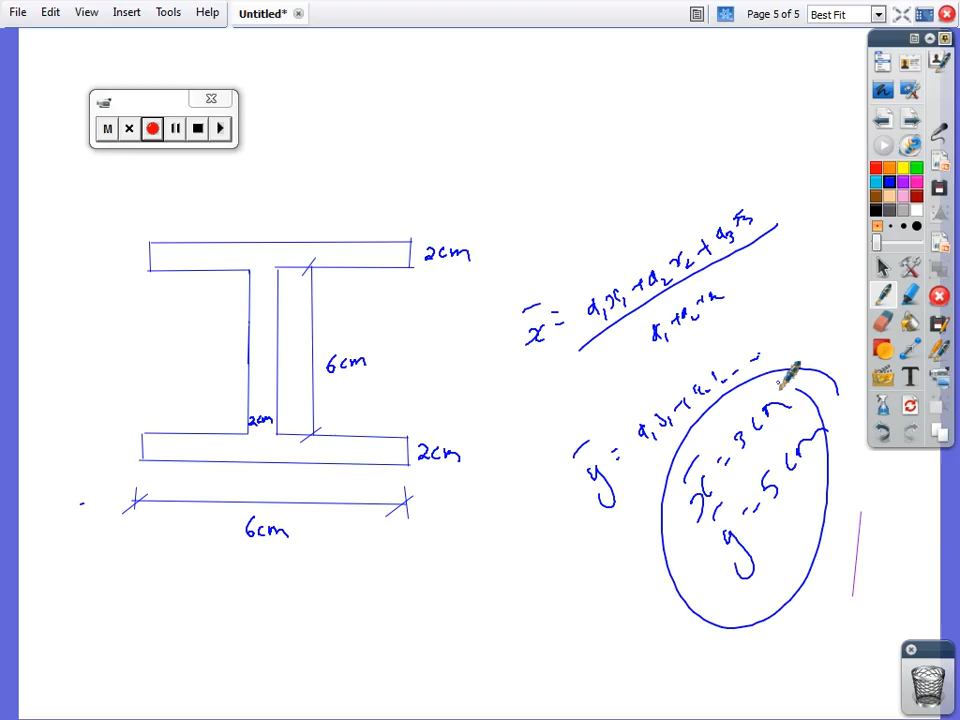 File Edit View Insert Tools Help Untitled* Page 5 of 5 Best Fit
M
2cm
6cm
2cm
2cm
6cm
x̄ = a₁x₁ + a₂x₂ + a₃x₃
a₁ + a₂ + a
ȳ = a₁y₁ +
x̄ = 3 cm
ȳ = 5 cm
T